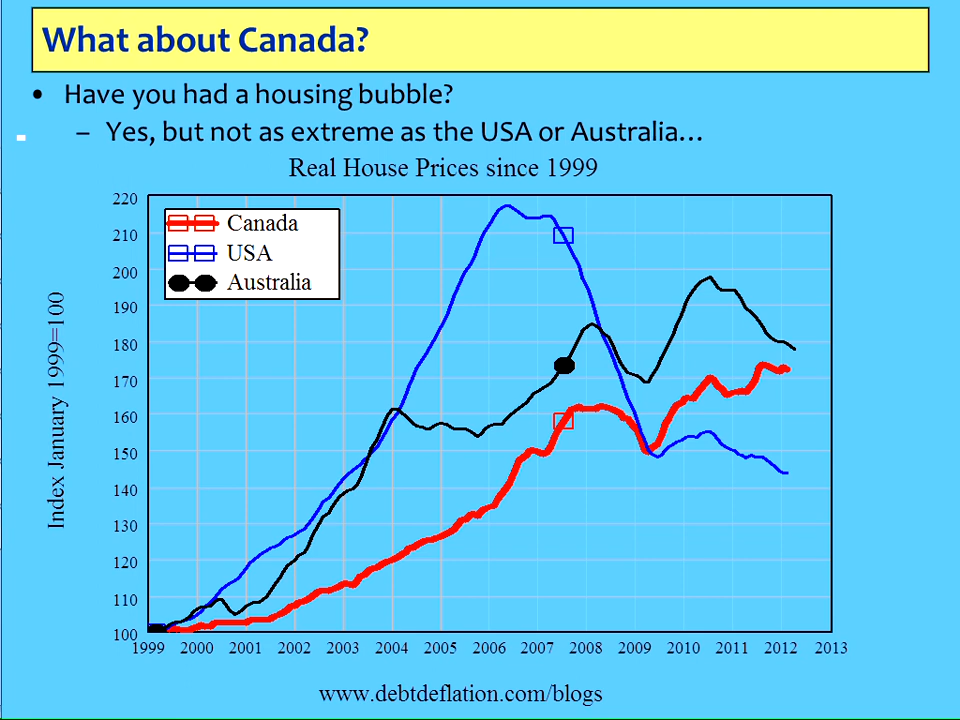 What about Canada?
• Have you had a housing bubble?
– Yes, but not as extreme as the USA or Australia…
Real House Prices since 1999
Canada
USA
Australia
Index January 1999=100
220
210
200
190
180
170
160
150
140
130
120
110
100
1999 2000 2001 2002 2003 2004 2005 2006 2007 2008 2009 2010 2011 2012 2013
www.debtdeflation.com/blogs